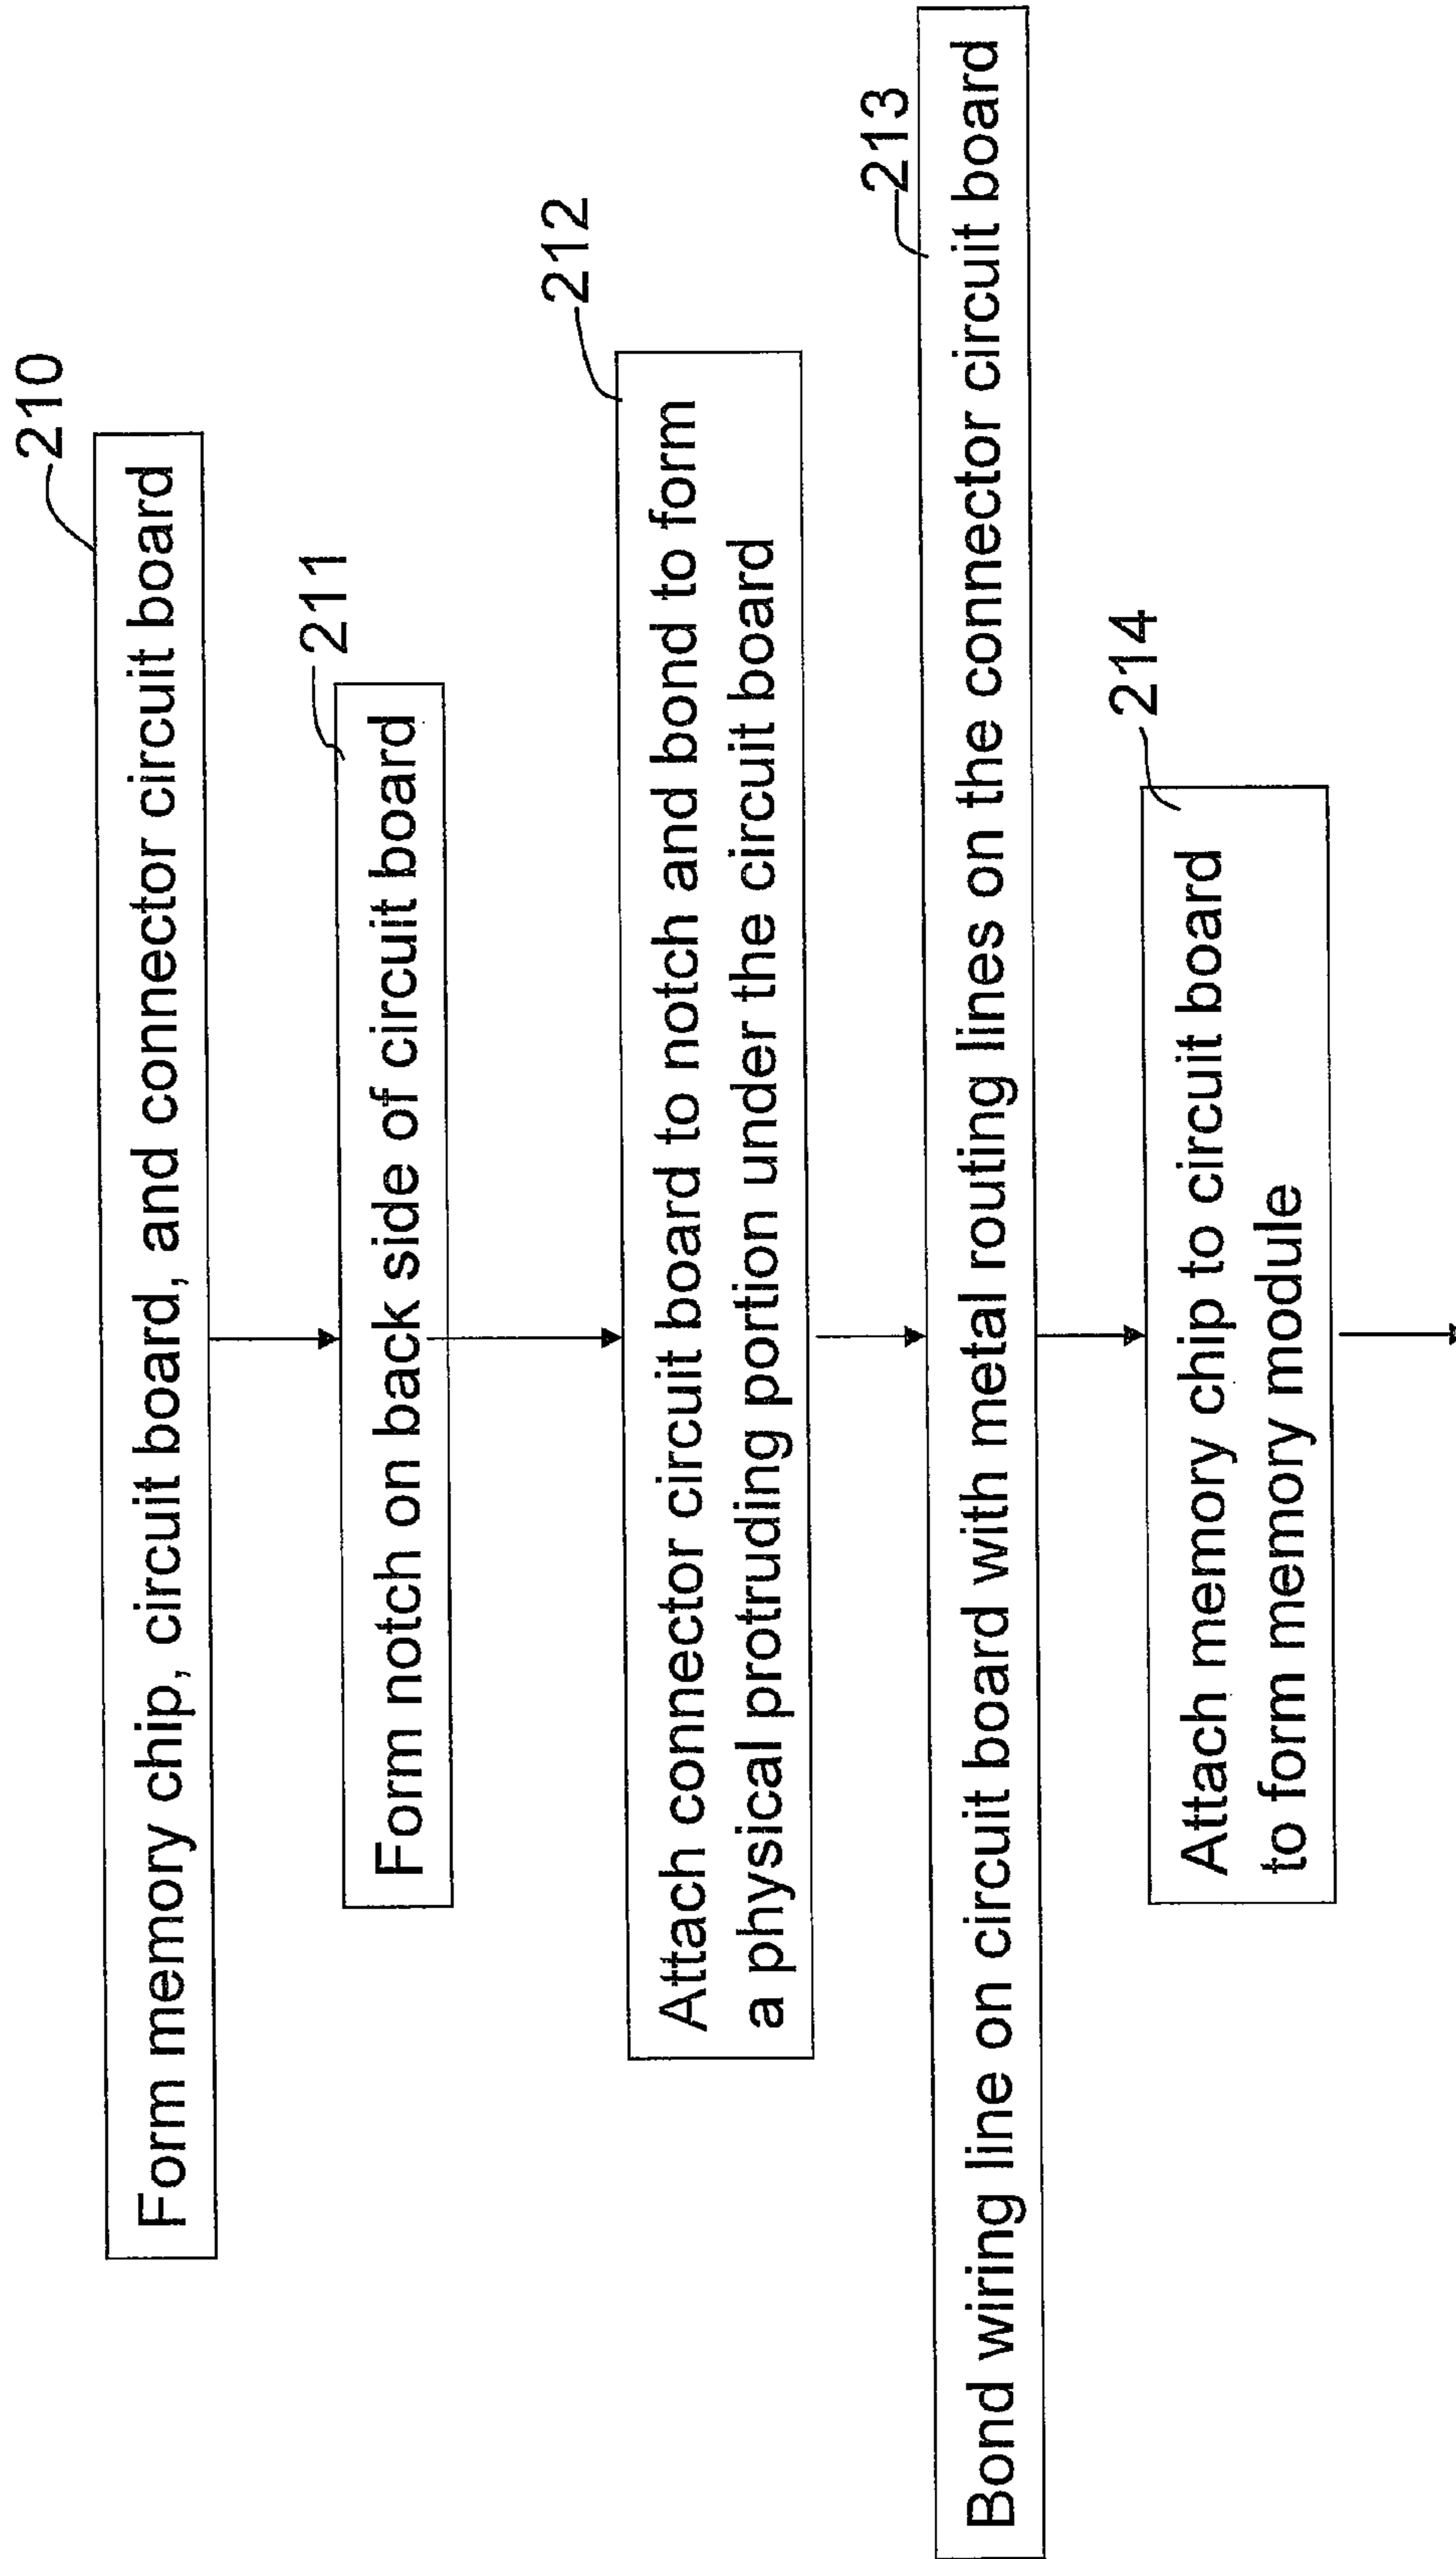 210
Form memory chip, circuit board, and connector circuit board
211
Form notch on back side of circuit board
212
Attach connector circuit board to notch and bond to form
a physical protruding portion under the circuit board
213
Bond wiring line on circuit board with metal routing lines on the connector circuit board
214
Attach memory chip to circuit board
to form memory module